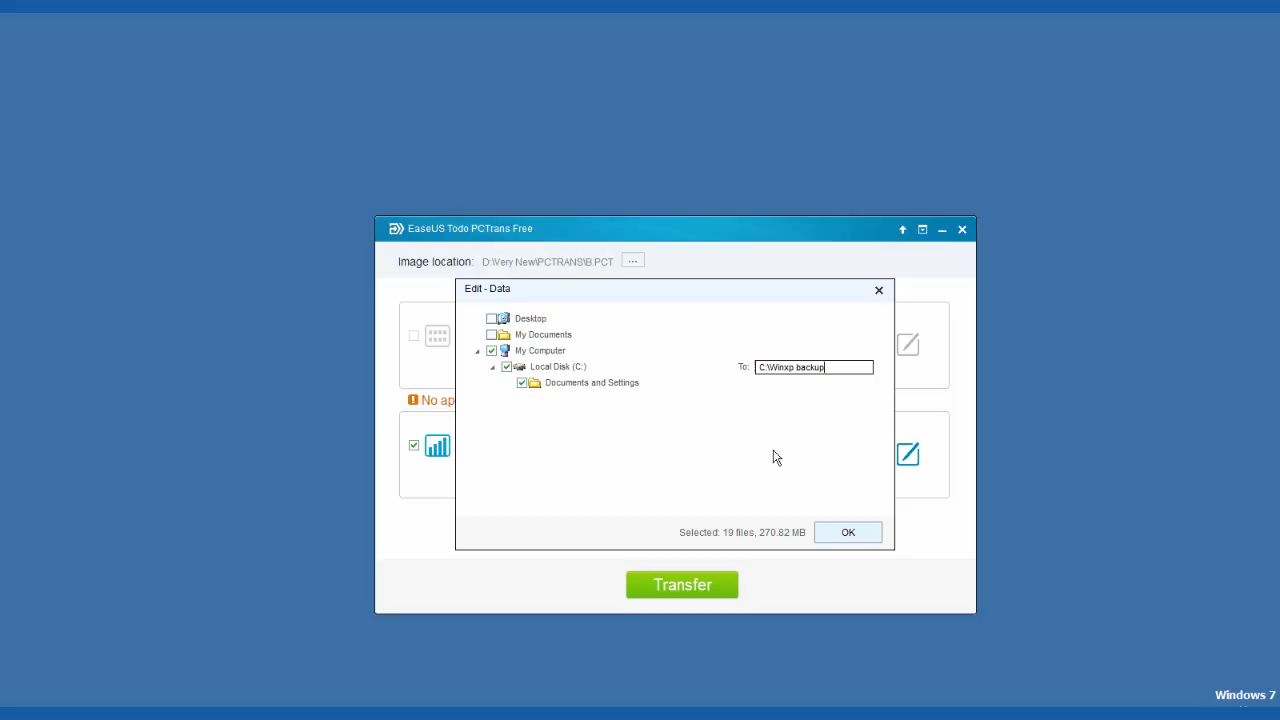 EaseUS Todo PCTrans Free
Image location: D:\Very New\PCTRANS\B.PCT ...
Edit - Data
Desktop
My Documents
My Computer
Local Disk (C:) To: C:\Winxp backup
Documents and Settings
No ap
Selected: 19 files, 270.82 MB OK
Transfer
Windows 7